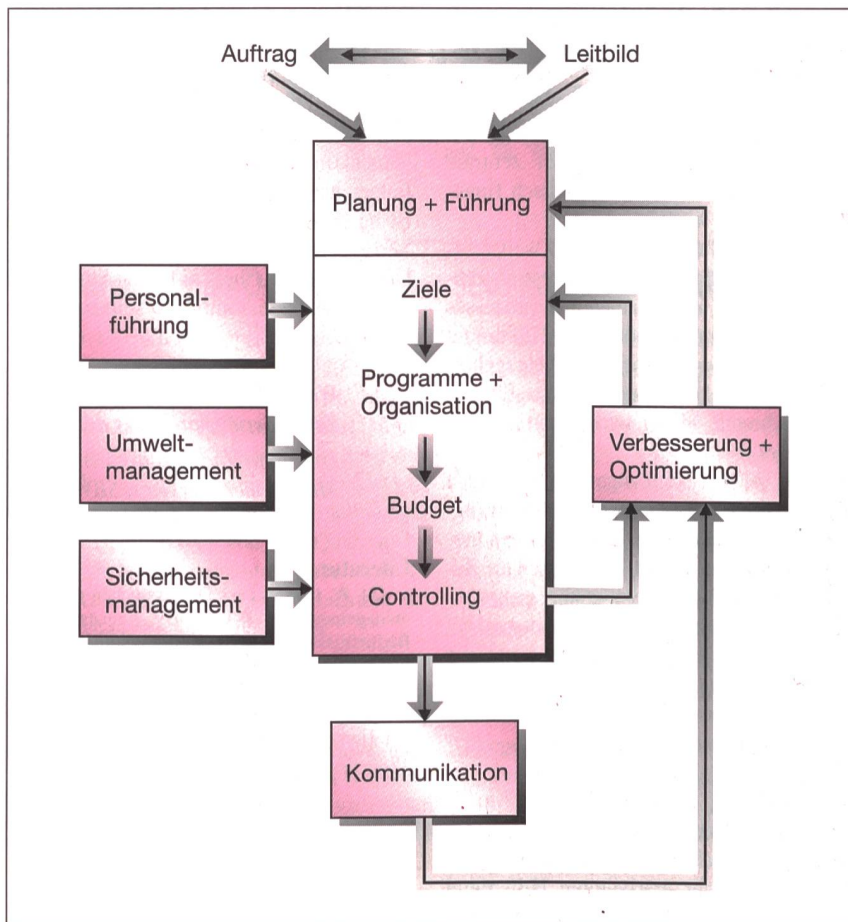 Auftrag
Leitbild
Planung + Führung
Personal-
führung
Ziele
Programme +
Organisation
Umwelt-
management
Verbesserung +
Optimierung
Budget
Sicherheits-
management
Controlling
Kommunikation